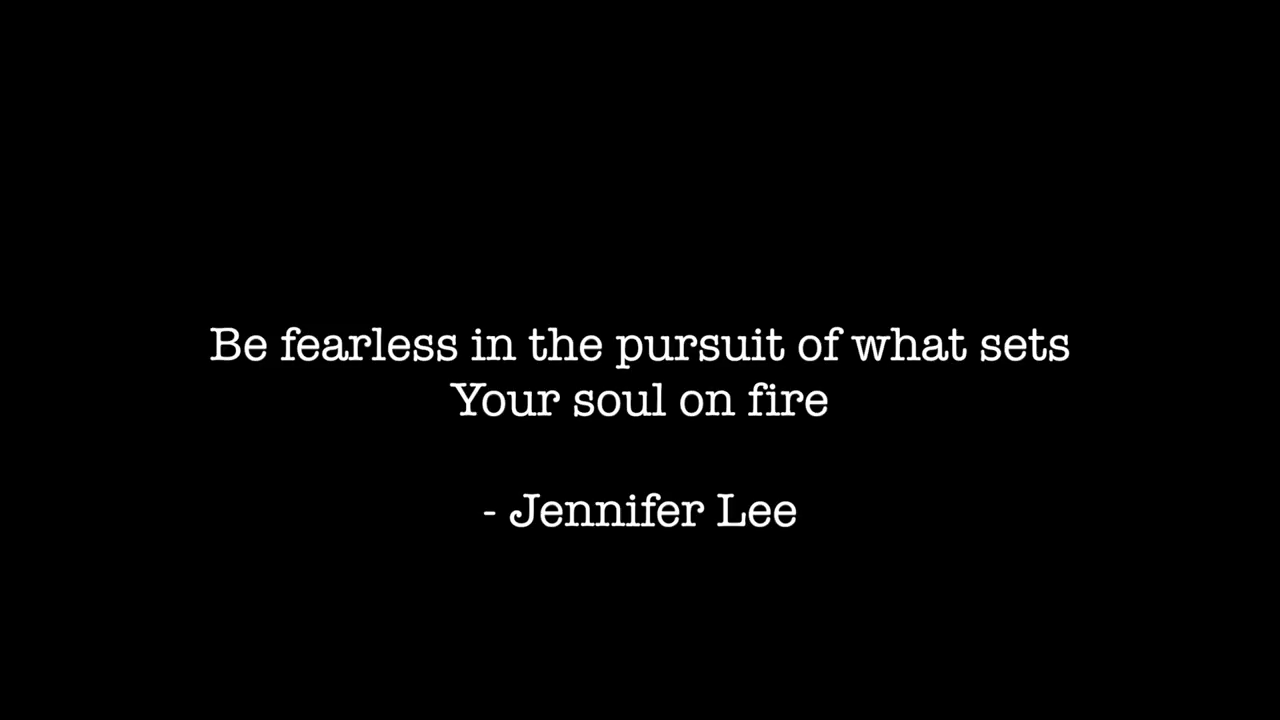 Be fearless in the pursuit of what sets
Your soul on fire
- Jennifer Lee